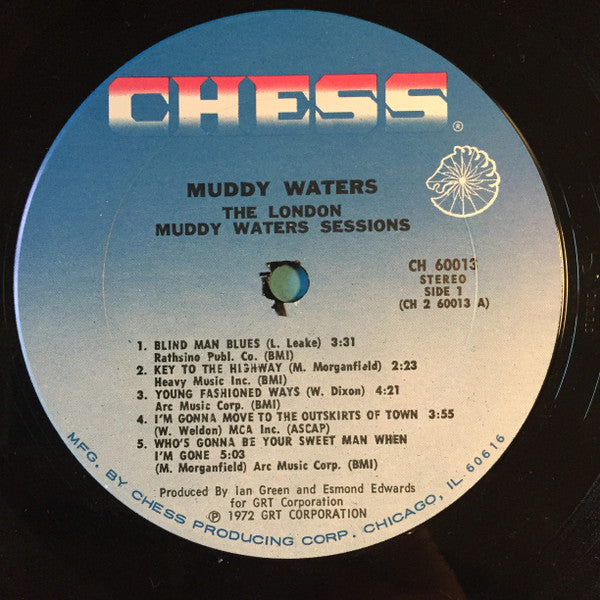 CHESS®
MUDDY WATERS
THE LONDON
MUDDY WATERS SESSIONS
CH 60013
STEREO
SIDE 1
(CH 2 60013 A)
1. BLIND MAN BLUES (L. Leake) 3:31
Rathsino Publ. Co. (BMI)
2. KEY TO THE HIGHWAY (M. Morganfield) 2:23
Heavy Music Inc. (BMI)
3. YOUNG FASHIONED WAYS (W. Dixon) 4:21
Arc Music Corp. (BMI)
4. I'M GONNA MOVE TO THE OUTSKIRTS OF TOWN 3:55
(W. Weldon) MCA Inc. (ASCAP)
5. WHO'S GONNA BE YOUR SWEET MAN WHEN
I'M GONE 5:03
(M. Morganfield) Arc Music Corp. (BMI)
Produced By Ian Green and Esmond Edwards
for GRT Corporation
℗ 1972 GRT CORPORATION
MFG. BY CHESS PRODUCING CORP. CHICAGO, IL 60616